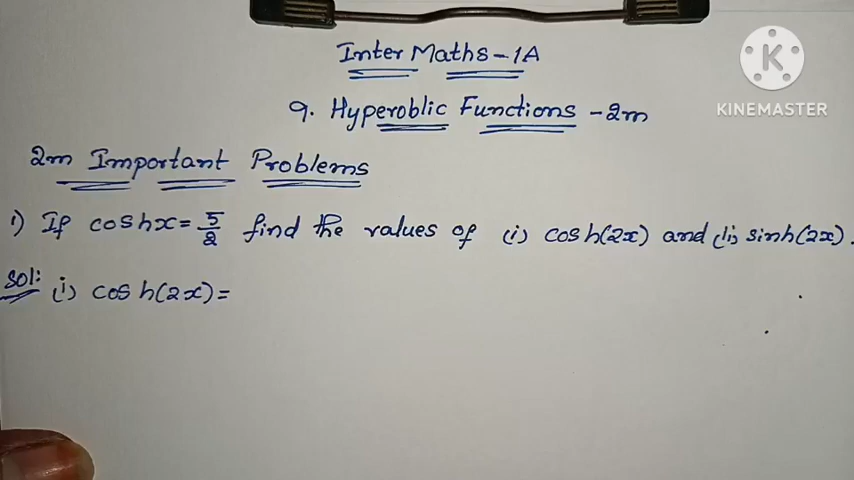 Inter Maths-1A
KINEMASTER
9. Hyperoblic Functions -2m
2m Important Problems
1) If coshx = 5/2 find the values of (i) cosh(2x) and (ii) sinh(2x).
Sol: (i) cosh(2x) =